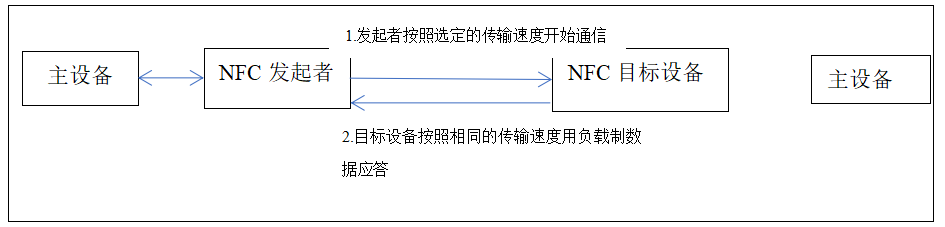 1.发起者按照选定的传输速度开始通信
主设备
NFC 发起者
NFC 目标设备
主设备
2.目标设备按照相同的传输速度用负载制数
据应答